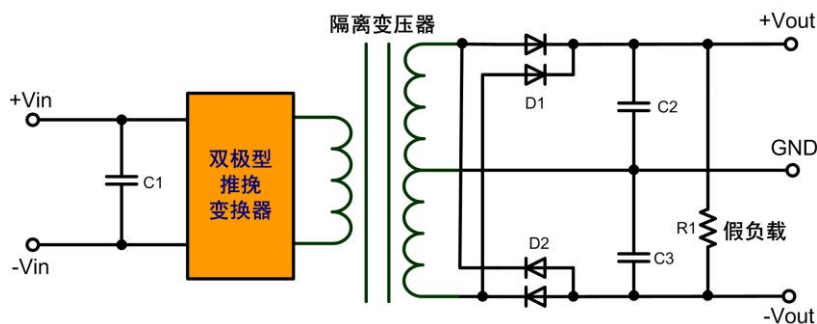 隔离变压器
+Vout
+Vin
D1
C2
双极型
推挽
变换器
GND
C1
D2
R1
假负载
C3
-Vin
-Vout